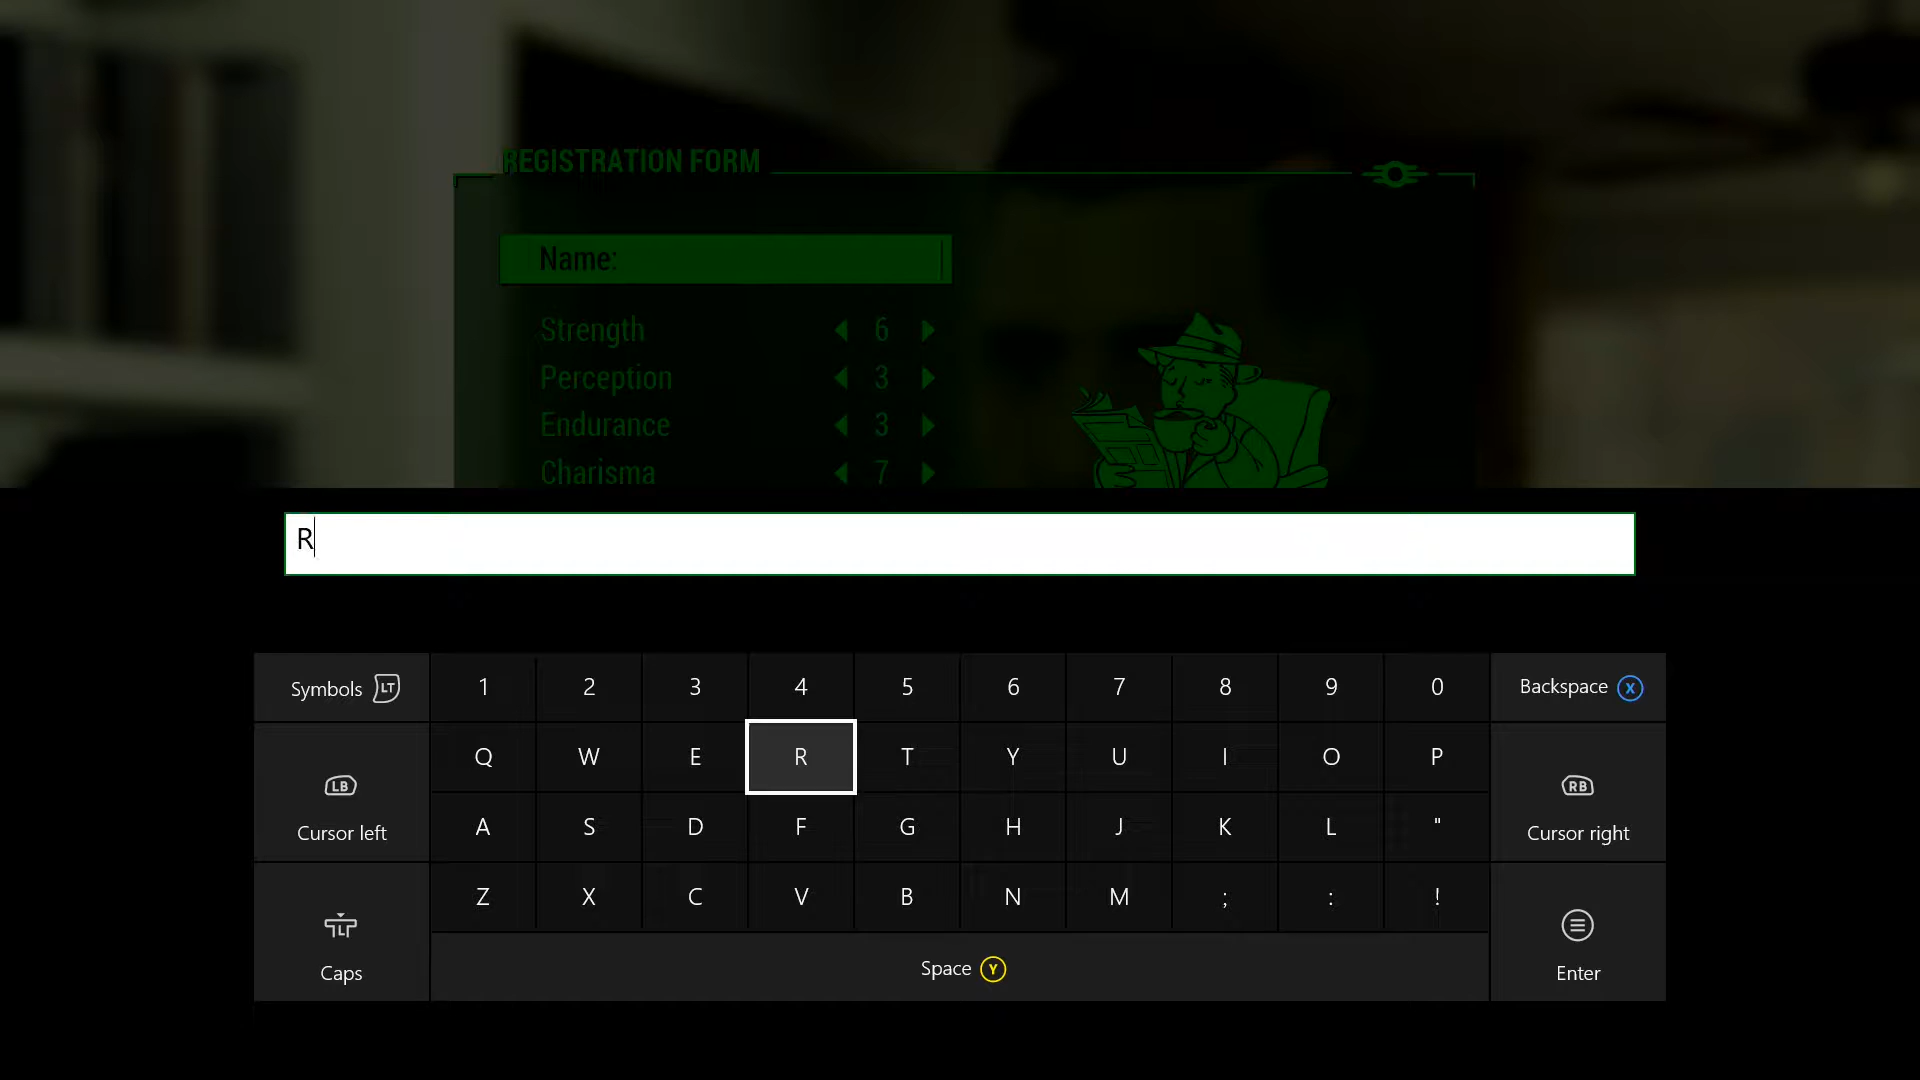 REGISTRATION FORM
Name:
Strength 6
Perception 3
Endurance 3
Charisma 7
R
Symbols LT 1 2 3 4 5 6 7 8 9 0 Backspace X
Q W E R T Y U I O P
LB RB
Cursor left A S D F G H J K L " Cursor right
Z X C V B N M ; : !
Caps Space Y Enter